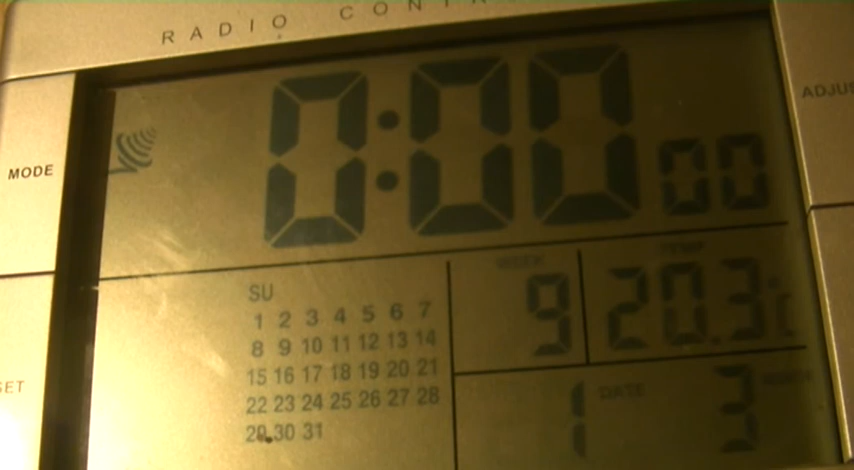 RADIO CONT
MODE
ADJUS
0:00 00
SU
1 2 3 4 5 6 7
8 9 10 11 12 13 14
15 16 17 18 19 20 21
22 23 24 25 26 27 28
29 30 31
WEEK
9
TEMP
20.3°C
SET
1 DATE 3 MONTH